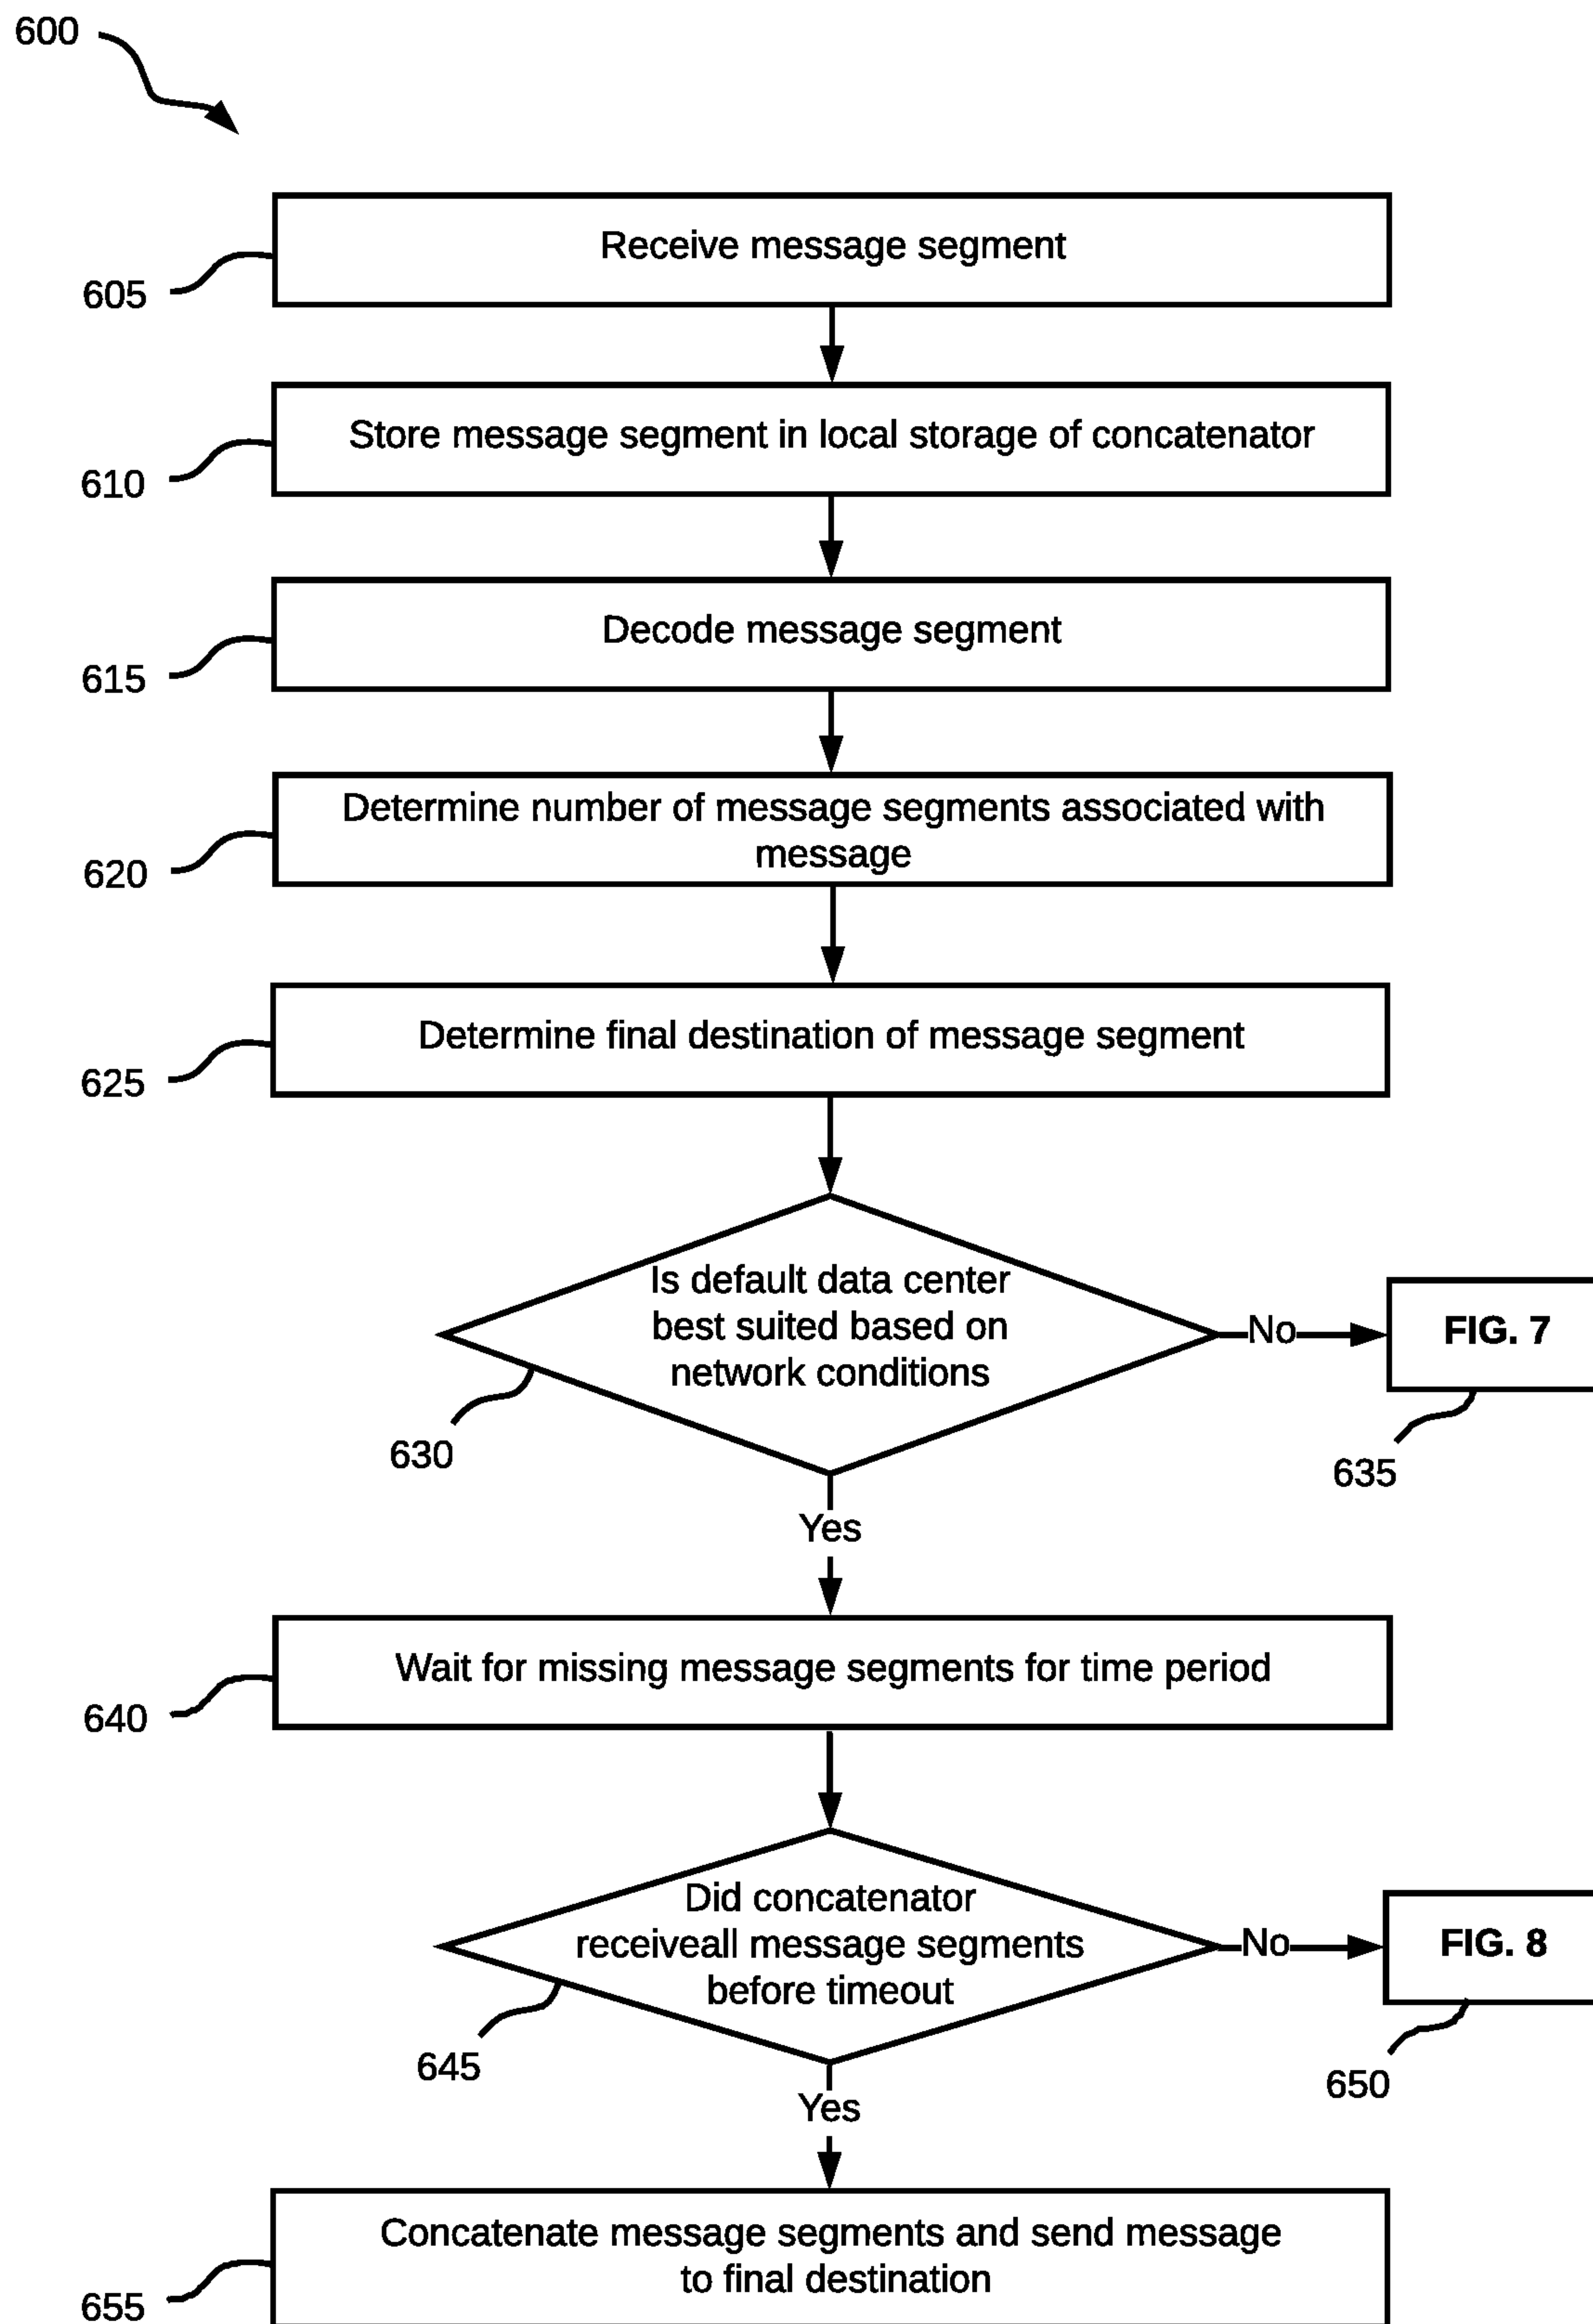 600
Receive message segment
605
Store message segment in local storage of concatenator
610
Decode message segment
615
Determine number of message segments associated with
message
620
Determine final destination of message segment
625
Is default data center
best suited based on
network conditions
No
FIG. 7
630
635
Yes
Wait for missing message segments for time period
640
Did concatenator
receiveall message segments
before timeout
No
FIG. 8
645
650
Yes
Concatenate message segments and send message
to final destination
655